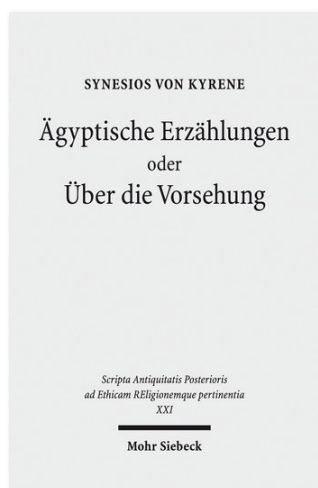 SYNESIOS VON KYRENE
Ägyptische Erzählungen
oder
Über die Vorsehung
Scripta Antiquitatis Posterioris
ad Ethicam REligionemque pertinentia
XXI
Mohr Siebeck